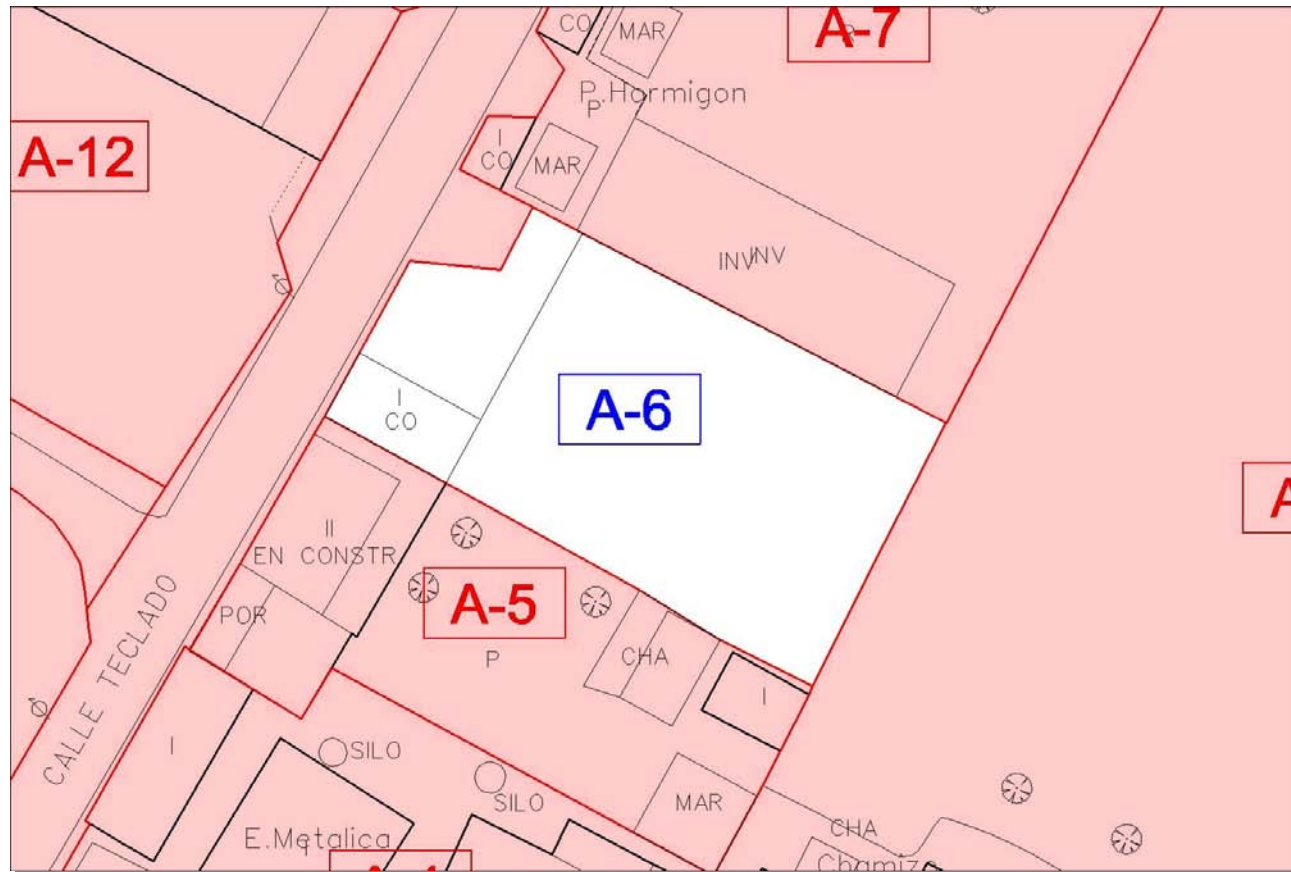 CO
MAR
A-7
P.Hormigon
P
A-12
I
CO
MAR
INV
INV
A-6
I
CO
II
EN CONSTR
A-5
POR
P
CHA
I
CALLE TECLADO
I
SILO
SILO
MAR
E.Metalica
CHA
Chamizo